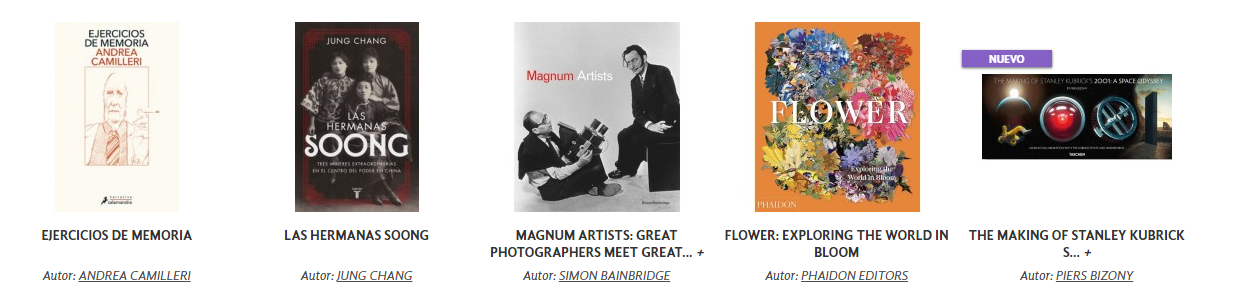 EJERCICIOS
DE MEMORIA
ANDREA
CAMILLERI
narrativa
salamandra
JUNG CHANG
LAS
HERMANAS
SOONG
TRES MUJERES EXTRAORDINARIAS
EN EL CENTRO DEL PODER EN CHINA
Magnum Artists
FLOWER
Exploring the
World in Bloom
PHAIDON
NUEVO
THE MAKING OF STANLEY KUBRICK'S 2001: A SPACE ODYSSEY
TASCHEN
EJERCICIOS DE MEMORIA
Autor: ANDREA CAMILLERI
LAS HERMANAS SOONG
Autor: JUNG CHANG
MAGNUM ARTISTS: GREAT
PHOTOGRAPHERS MEET GREAT... +
Autor: SIMON BAINBRIDGE
FLOWER: EXPLORING THE WORLD IN
BLOOM
Autor: PHAIDON EDITORS
THE MAKING OF STANLEY KUBRICK
S... +
Autor: PIERS BIZONY